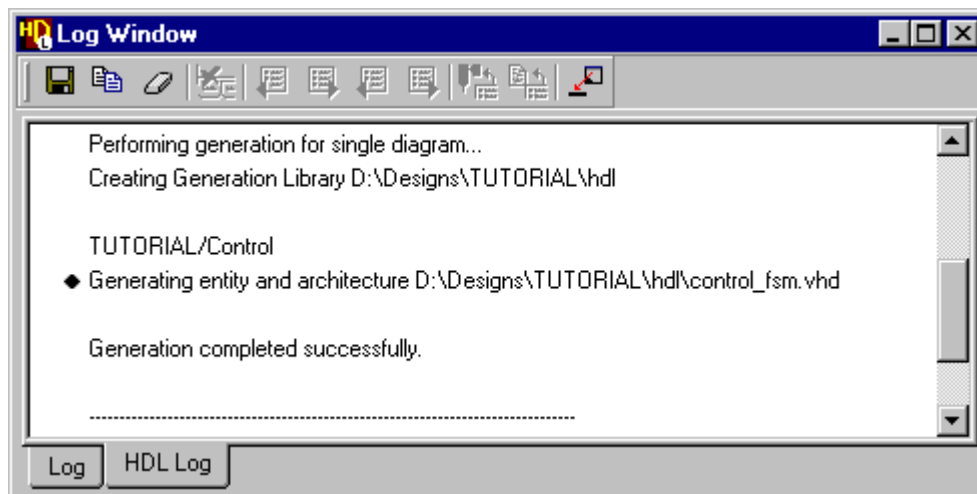 HDL Log Window
Performing generation for single diagram...
Creating Generation Library D:\Designs\TUTORIAL\hdl
TUTORIAL/Control
Generating entity and architecture D:\Designs\TUTORIAL\hdl\control_fsm.vhd
Generation completed successfully.
---------------------------------------------------------------------------------
Log HDL Log